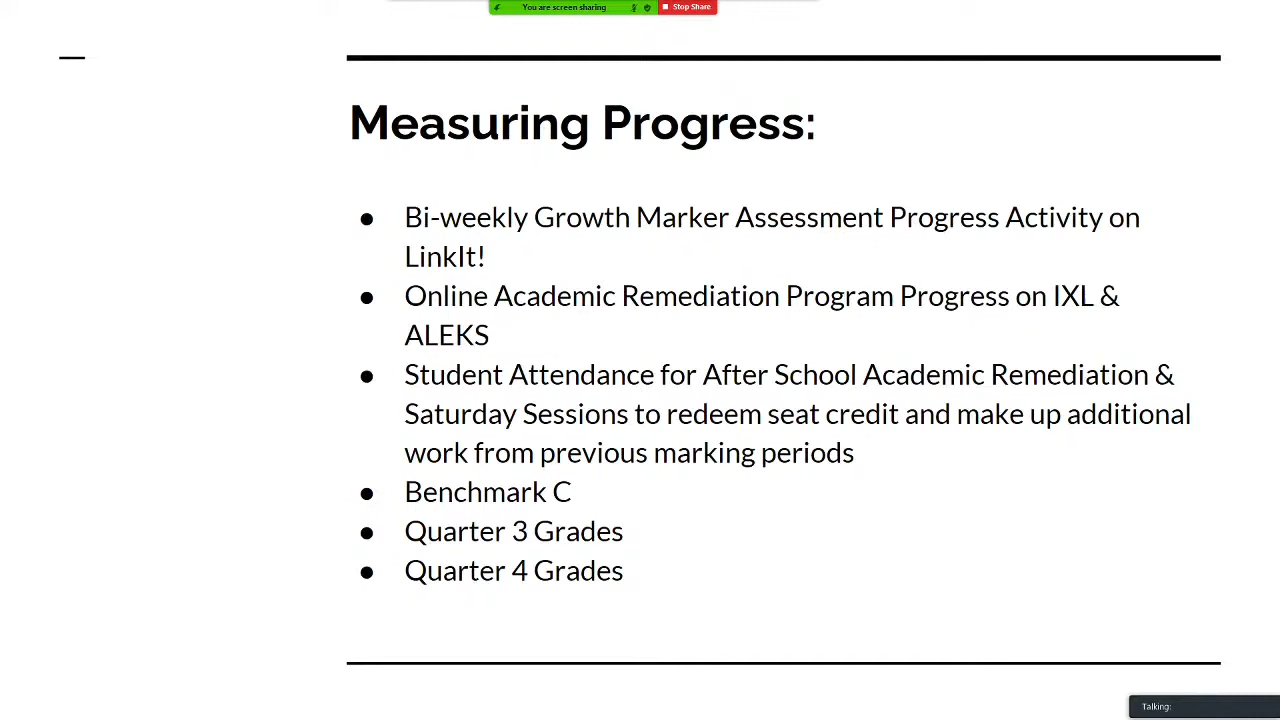 You are screen sharing
Stop Share
Measuring Progress:
● Bi-weekly Growth Marker Assessment Progress Activity on
LinkIt!
● Online Academic Remediation Program Progress on IXL &
ALEKS
● Student Attendance for After School Academic Remediation &
Saturday Sessions to redeem seat credit and make up additional
work from previous marking periods
● Benchmark C
● Quarter 3 Grades
● Quarter 4 Grades
Talking: